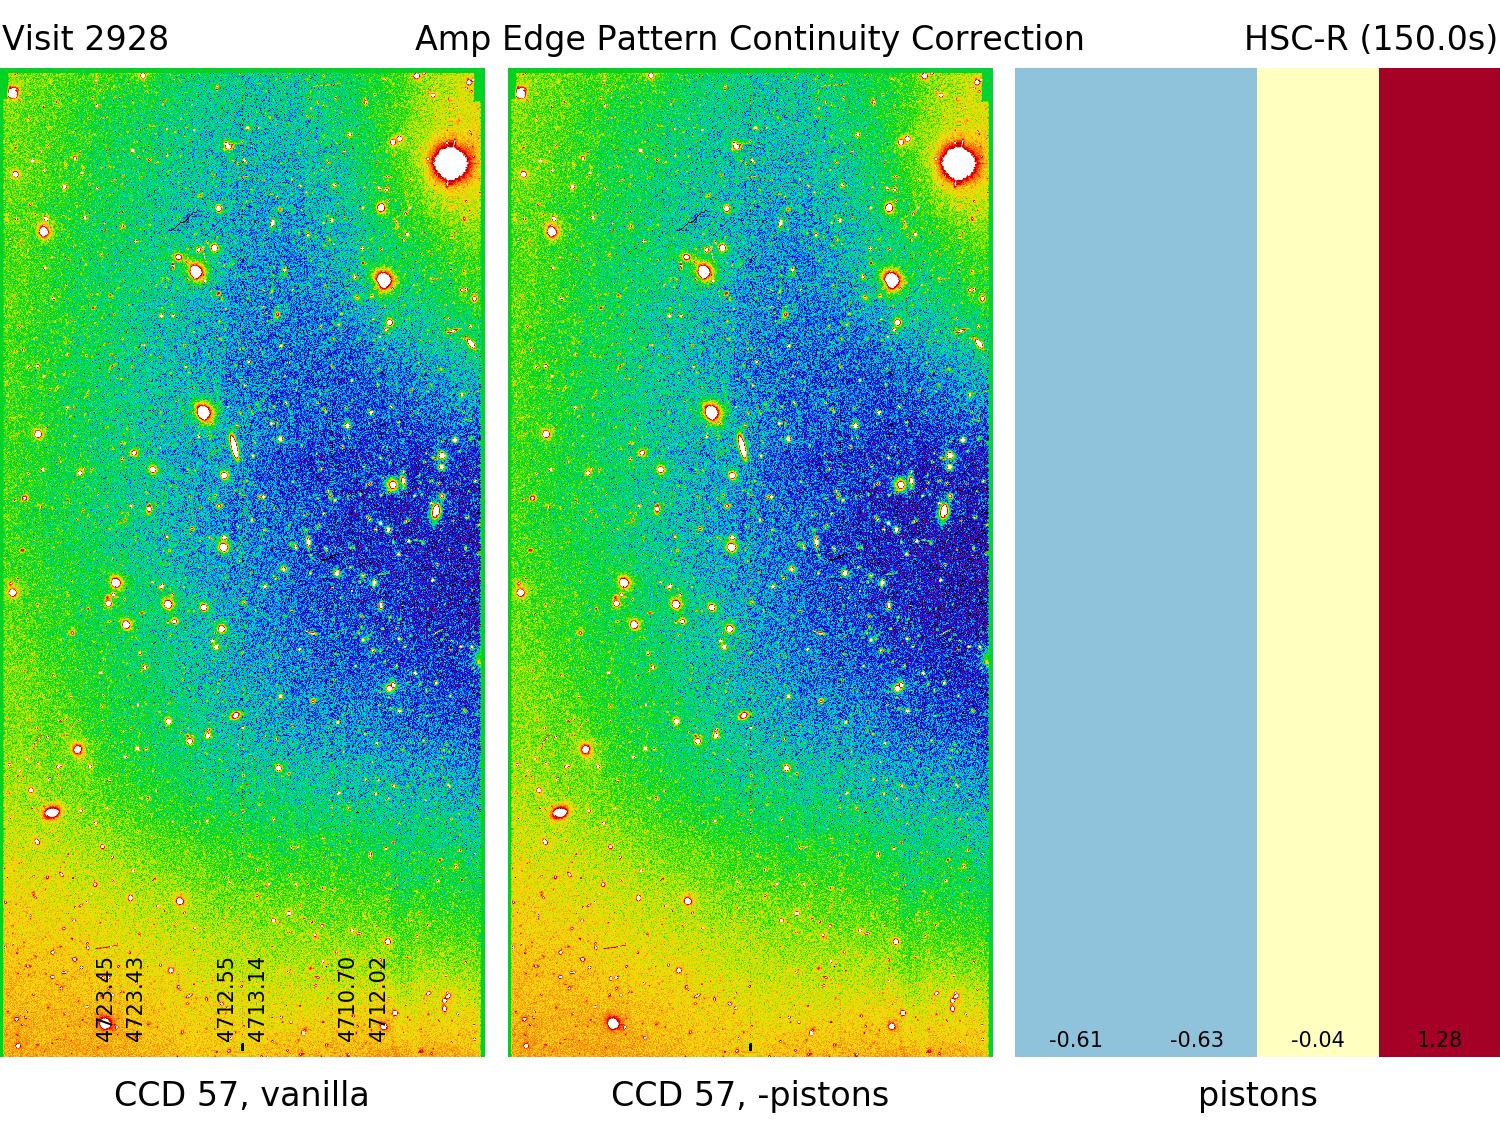 Visit 2928 Amp Edge Pattern Continuity Correction HSC-R (150.0s)
4723.45
4723.43
4712.55
4713.14
4710.70
4712.02
-0.61 -0.63 -0.04 1.28
CCD 57, vanilla CCD 57, -pistons pistons